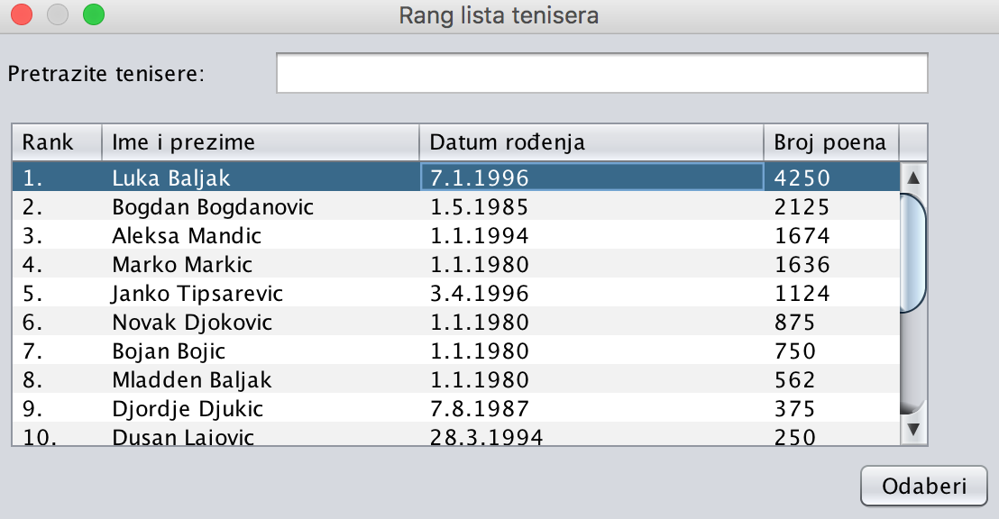 Rang lista tenisera
Pretrazite tenisere:
Rank Ime i prezime Datum rođenja Broj poena
1. Luka Baljak 7.1.1996 4250
2. Bogdan Bogdanovic 1.5.1985 2125
3. Aleksa Mandic 1.1.1994 1674
4. Marko Markic 1.1.1980 1636
5. Janko Tipsarevic 3.4.1996 1124
6. Novak Djokovic 1.1.1980 875
7. Bojan Bojic 1.1.1980 750
8. Mladden Baljak 1.1.1980 562
9. Djordje Djukic 7.8.1987 375
10. Dusan Lajovic 28.3.1994 250
Odaberi